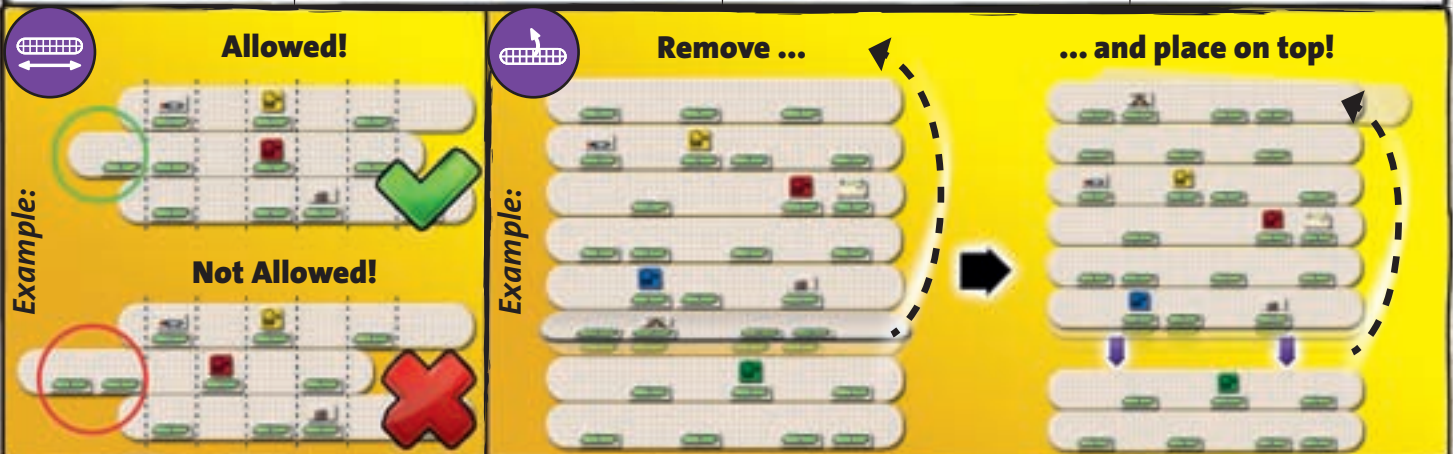 Allowed!
Example:
Not Allowed!
Remove ...
Example:
... and place on top!